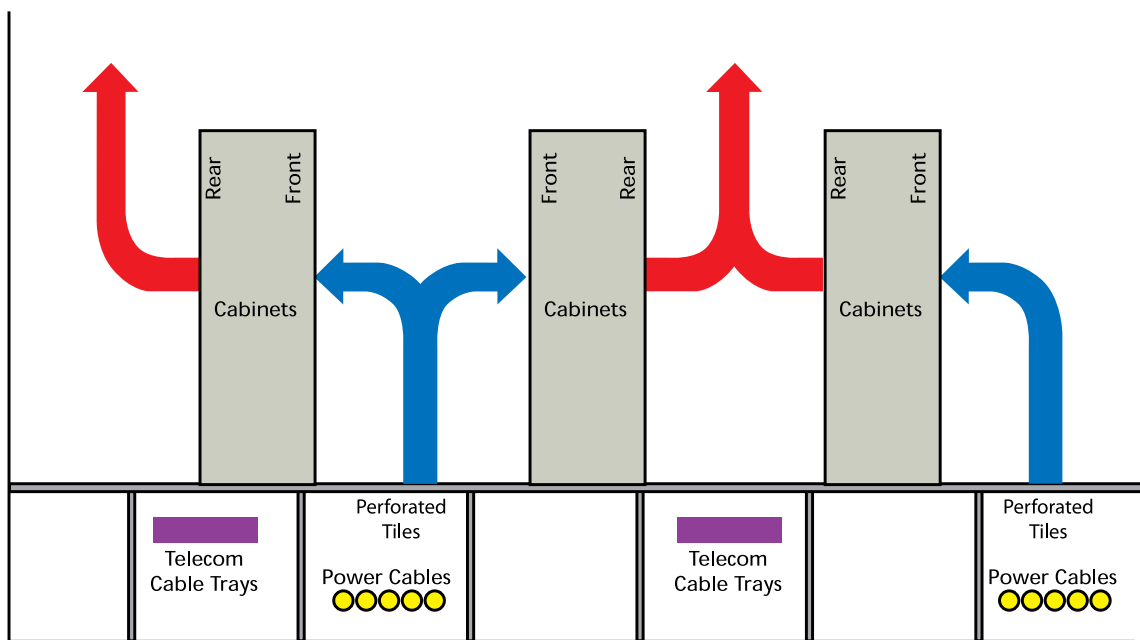 Rear
Front
Cabinets
Front
Rear
Cabinets
Rear
Front
Cabinets
Telecom
Cable Trays
Perforated
Tiles
Power Cables
Telecom
Cable Trays
Perforated
Tiles
Power Cables